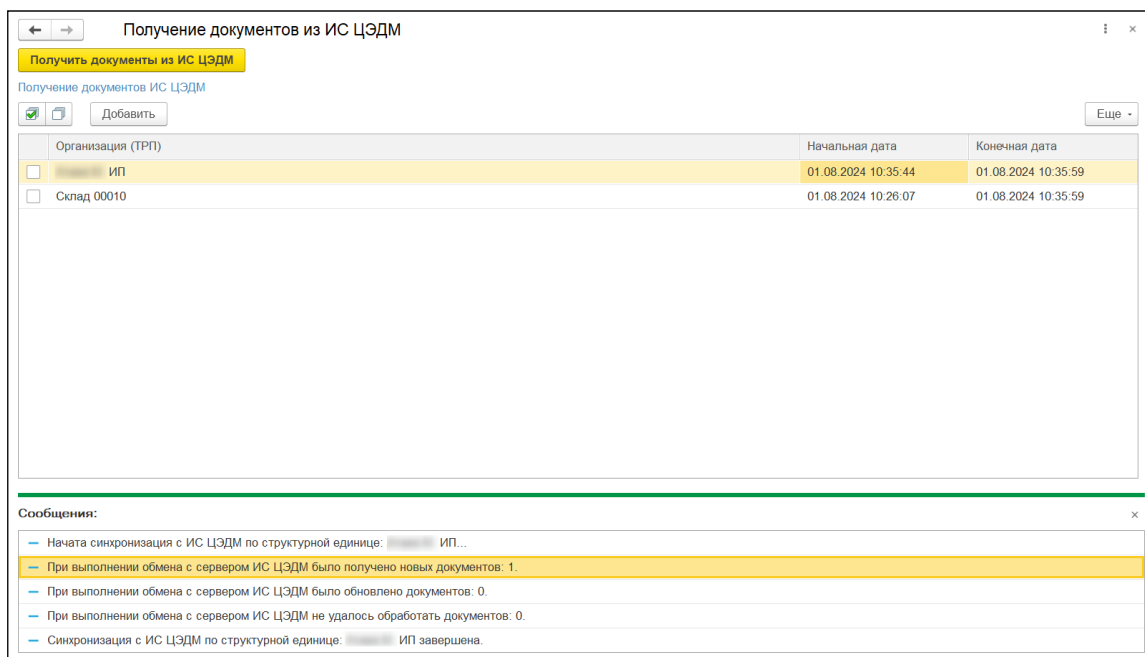 Получение документов из ИС ЦЭДМ
Получить документы из ИС ЦЭДМ
Получение документов ИС ЦЭДМ
Добавить
Еще
Организация (ТРП) Начальная дата Конечная дата
ИП 01.08.2024 10:35:44 01.08.2024 10:35:59
Склад 00010 01.08.2024 10:26:07 01.08.2024 10:35:59
Сообщения:
Начата синхронизация с ИС ЦЭДМ по структурной единице: ИП...
При выполнении обмена с сервером ИС ЦЭДМ было получено новых документов: 1.
При выполнении обмена с сервером ИС ЦЭДМ было обновлено документов: 0.
При выполнении обмена с сервером ИС ЦЭДМ не удалось обработать документов: 0.
Синхронизация с ИС ЦЭДМ по структурной единице: ИП завершена.